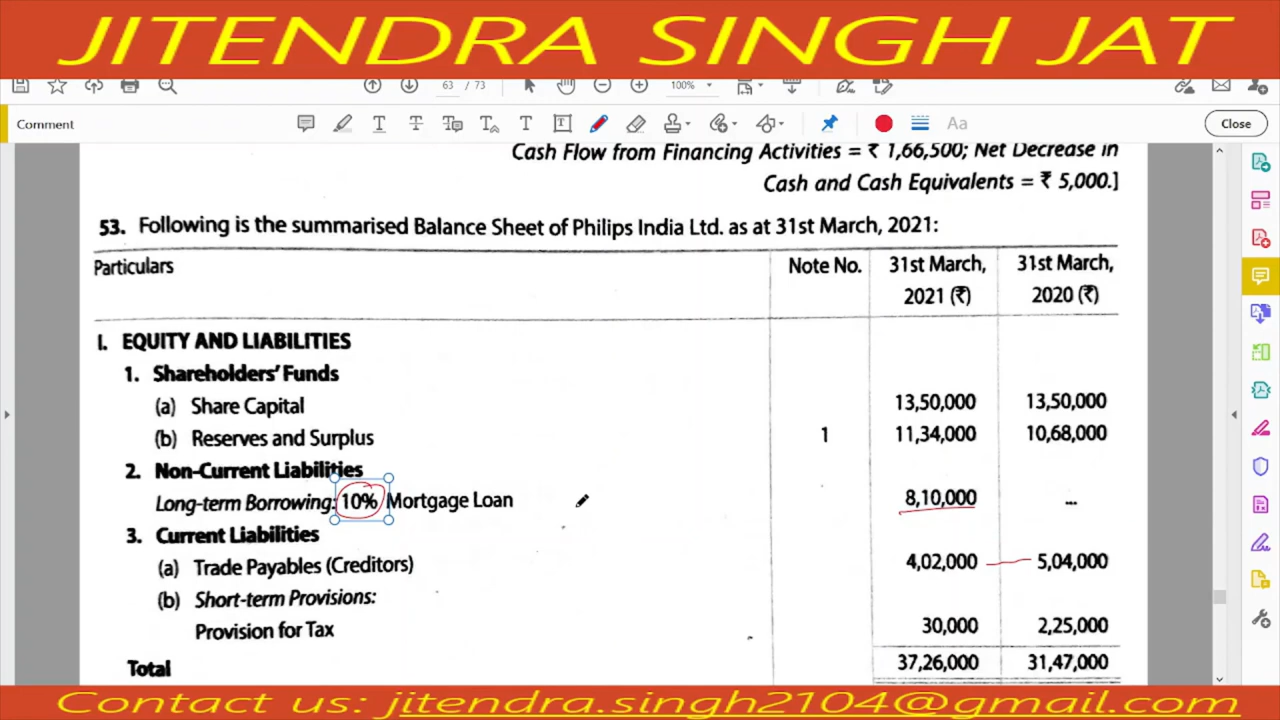 JITENDRA SINGH JAT
63 / 73
100%
Comment
Close
Cash Flow from Financing Activities = ₹ 1,66,500; Net Decrease in
Cash and Cash Equivalents = ₹ 5,000.]
53. Following is the summarised Balance Sheet of Philips India Ltd. as at 31st March, 2021:
Particulars Note No. 31st March, 2021 (₹) 31st March, 2020 (₹)
I. EQUITY AND LIABILITIES
1. Shareholders' Funds
(a) Share Capital 13,50,000 13,50,000
(b) Reserves and Surplus 1 11,34,000 10,68,000
2. Non-Current Liabilities
Long-term Borrowing: 10% Mortgage Loan 8,10,000 ...
3. Current Liabilities
(a) Trade Payables (Creditors) 4,02,000 5,04,000
(b) Short-term Provisions:
Provision for Tax 30,000 2,25,000
Total 37,26,000 31,47,000
Contact us: jitendra.singh2104@gmail.com